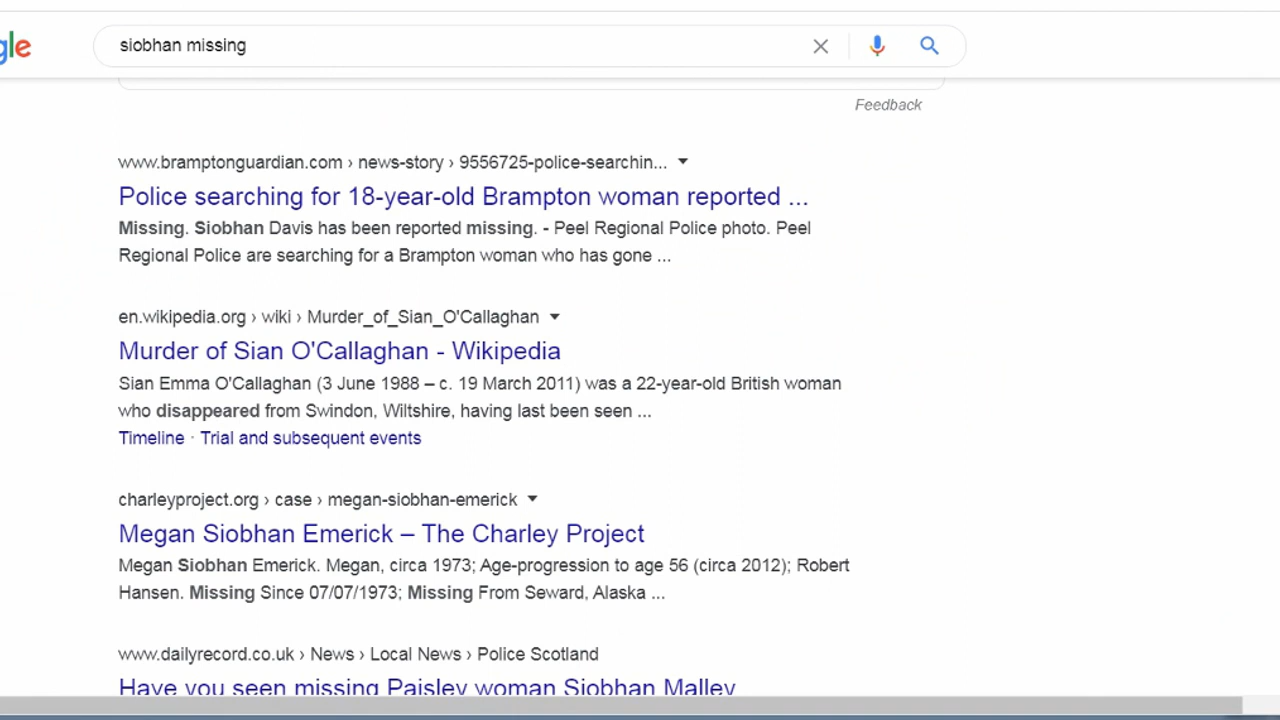 gle
siobhan missing
Feedback
www.bramptonguardian.com › news-story › 9556725-police-searchin...
Police searching for 18-year-old Brampton woman reported ...
Missing. Siobhan Davis has been reported missing. - Peel Regional Police photo. Peel
Regional Police are searching for a Brampton woman who has gone ...
en.wikipedia.org › wiki › Murder_of_Sian_O'Callaghan
Murder of Sian O'Callaghan - Wikipedia
Sian Emma O'Callaghan (3 June 1988 – c. 19 March 2011) was a 22-year-old British woman
who disappeared from Swindon, Wiltshire, having last been seen ...
Timeline · Trial and subsequent events
charleyproject.org › case › megan-siobhan-emerick
Megan Siobhan Emerick – The Charley Project
Megan Siobhan Emerick. Megan, circa 1973; Age-progression to age 56 (circa 2012); Robert
Hansen. Missing Since 07/07/1973; Missing From Seward, Alaska ...
www.dailyrecord.co.uk › News › Local News › Police Scotland
Have you seen missing Paisley woman Siobhan Malley